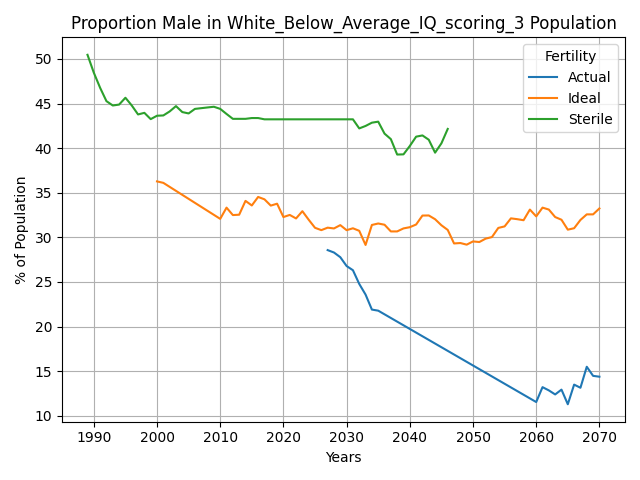 Proportion Male in White_Below_Average_IQ_scoring_3 Population
% of Population
50
45
40
35
30
25
20
15
10
Fertility
Actual
Ideal
Sterile
1990 2000 2010 2020 2030 2040 2050 2060 2070
Years